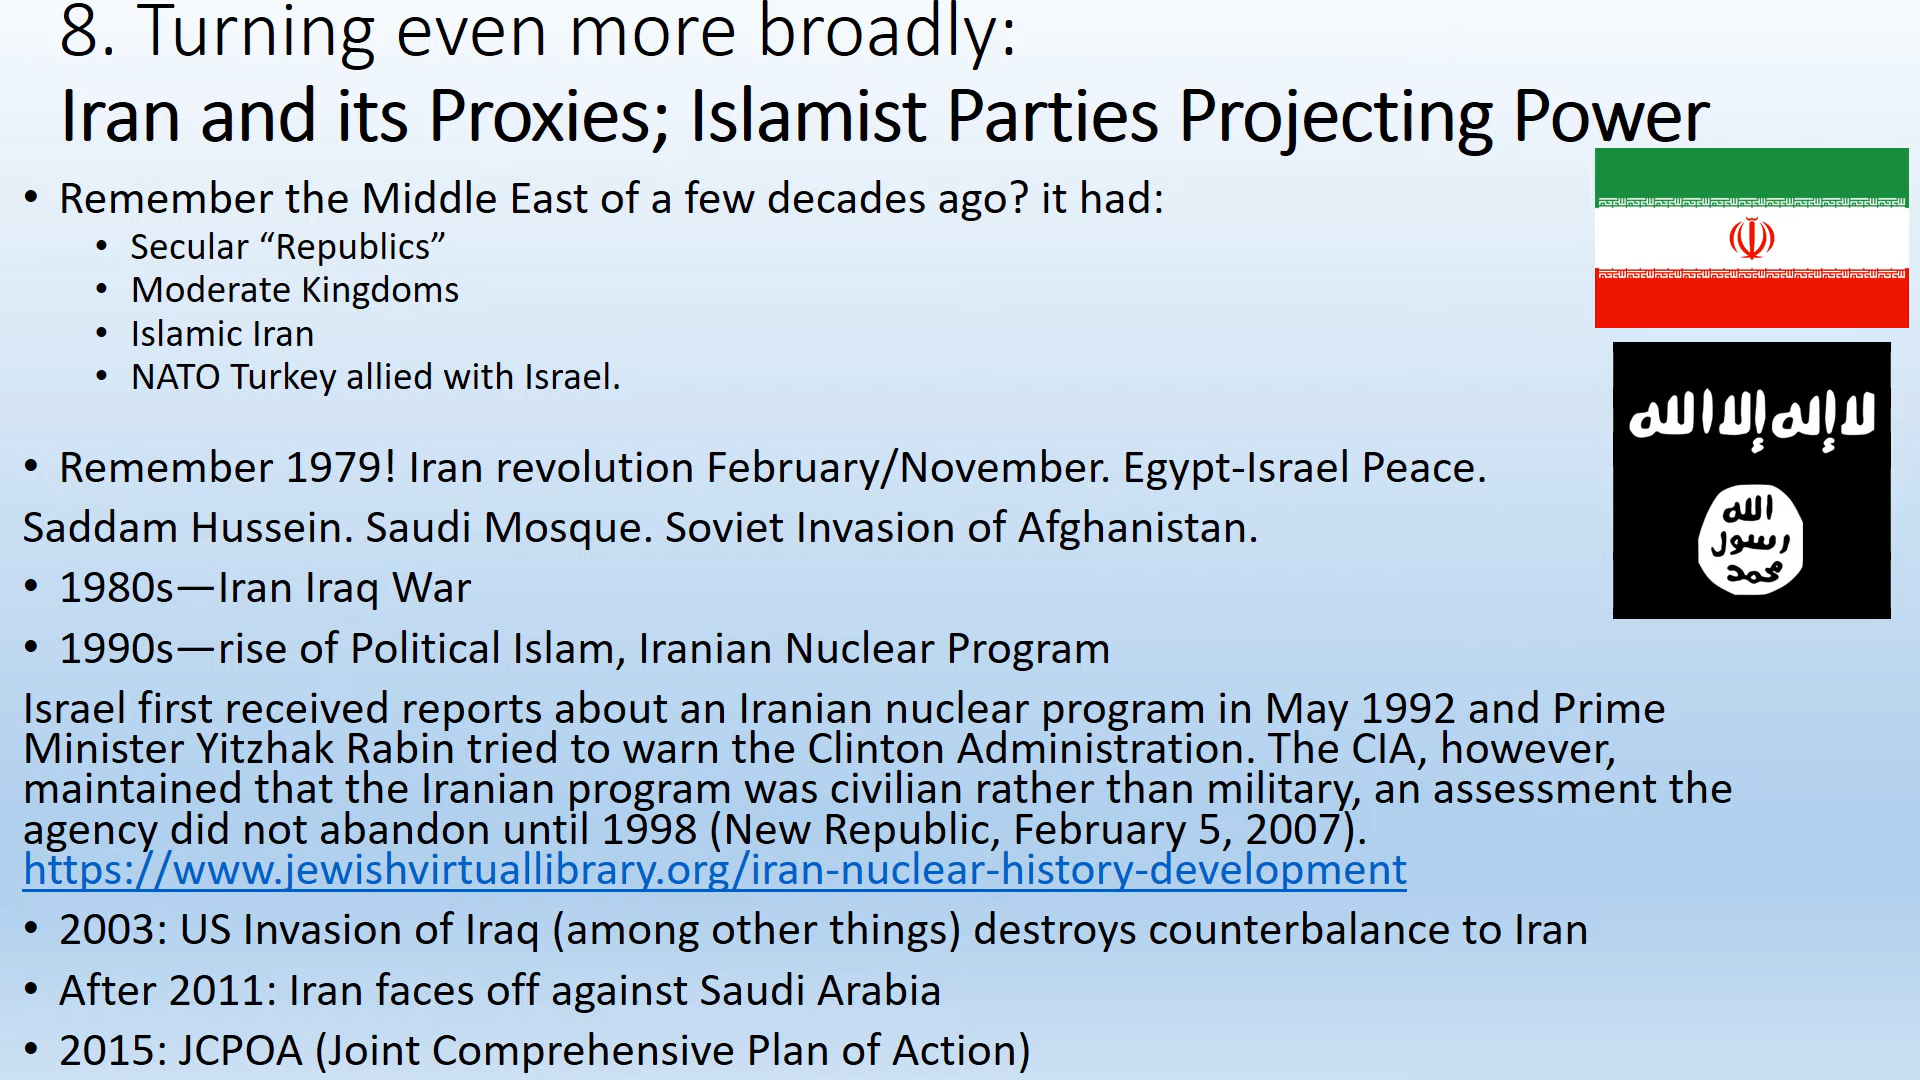 8. Turning even more broadly:
Iran and its Proxies; Islamist Parties Projecting Power
• Remember the Middle East of a few decades ago? it had:
• Secular “Republics”
• Moderate Kingdoms
• Islamic Iran
• NATO Turkey allied with Israel.
لا إله إلا الله
الله
رسول
محمد
• Remember 1979! Iran revolution February/November. Egypt-Israel Peace.
Saddam Hussein. Saudi Mosque. Soviet Invasion of Afghanistan.
• 1980s—Iran Iraq War
• 1990s—rise of Political Islam, Iranian Nuclear Program
Israel first received reports about an Iranian nuclear program in May 1992 and Prime
Minister Yitzhak Rabin tried to warn the Clinton Administration. The CIA, however,
maintained that the Iranian program was civilian rather than military, an assessment the
agency did not abandon until 1998 (New Republic, February 5, 2007).
https://www.jewishvirtuallibrary.org/iran-nuclear-history-development
• 2003: US Invasion of Iraq (among other things) destroys counterbalance to Iran
• After 2011: Iran faces off against Saudi Arabia
• 2015: JCPOA (Joint Comprehensive Plan of Action)